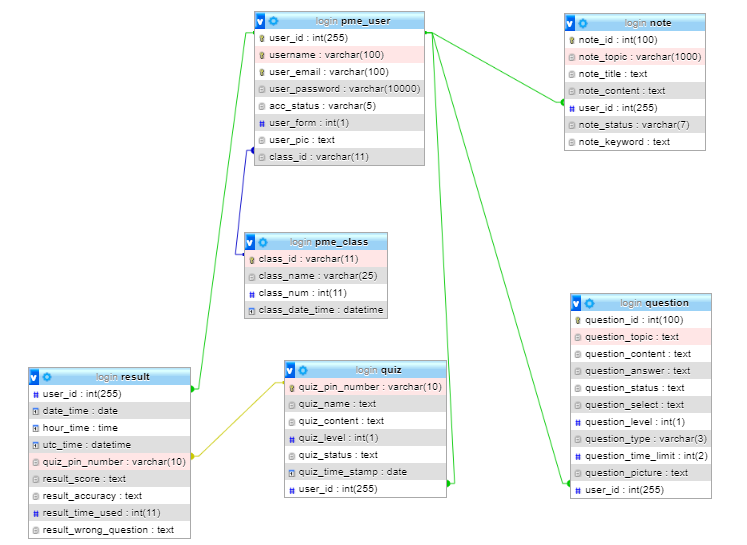 login pme_user
user_id : int(255)
username : varchar(100)
user_email : varchar(100)
user_password : varchar(10000)
acc_status : varchar(5)
user_form : int(1)
user_pic : text
class_id : varchar(11)
login note
note_id : int(100)
note_topic : varchar(1000)
note_title : text
note_content : text
user_id : int(255)
note_status : varchar(7)
note_keyword : text
login pme_class
class_id : varchar(11)
class_name : varchar(25)
class_num : int(11)
class_date_time : datetime
login question
question_id : int(100)
question_topic : text
question_content : text
question_answer : text
question_status : text
question_select : text
question_level : int(1)
question_type : varchar(3)
question_time_limit : int(2)
question_picture : text
user_id : int(255)
login result
user_id : int(255)
date_time : date
hour_time : time
utc_time : datetime
quiz_pin_number : varchar(10)
result_score : text
result_accuracy : text
result_time_used : int(11)
result_wrong_question : text
login quiz
quiz_pin_number : varchar(10)
quiz_name : text
quiz_content : text
quiz_level : int(1)
quiz_status : text
quiz_time_stamp : date
user_id : int(255)